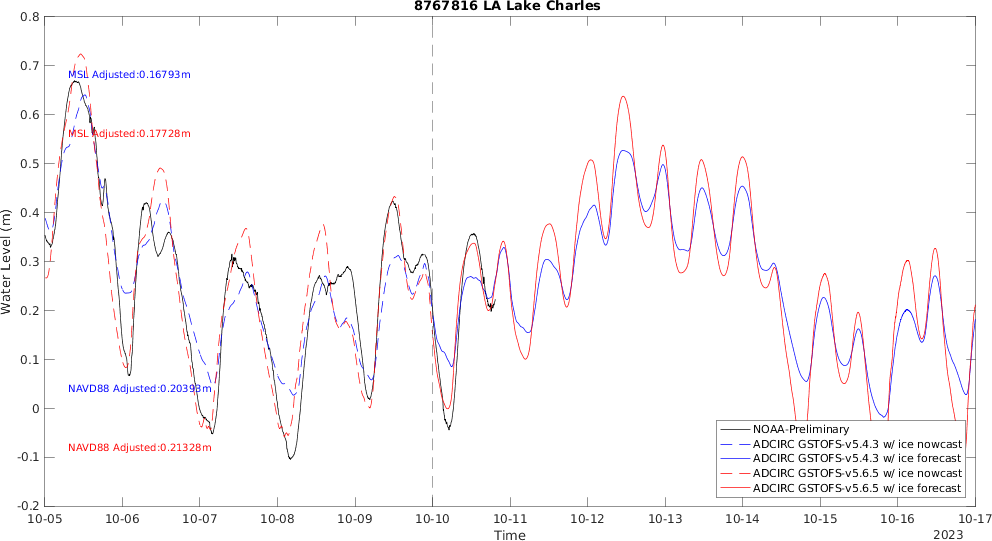 8767816 LA Lake Charles
0.8
0.7
0.6
0.5
0.4
0.3
0.2
0.1
0
-0.1
-0.2
Water Level (m)
MSL Adjusted:0.16793m
MSL Adjusted:0.17728m
NAVD88 Adjusted:0.20393m
NAVD88 Adjusted:0.21328m
NOAA-Preliminary
ADCIRC GSTOFS-v5.4.3 w/ ice nowcast
ADCIRC GSTOFS-v5.4.3 w/ ice forecast
ADCIRC GSTOFS-v5.6.5 w/ ice nowcast
ADCIRC GSTOFS-v5.6.5 w/ ice forecast
10-05 10-06 10-07 10-08 10-09 10-10 10-11 10-12 10-13 10-14 10-15 10-16 10-17
Time
2023